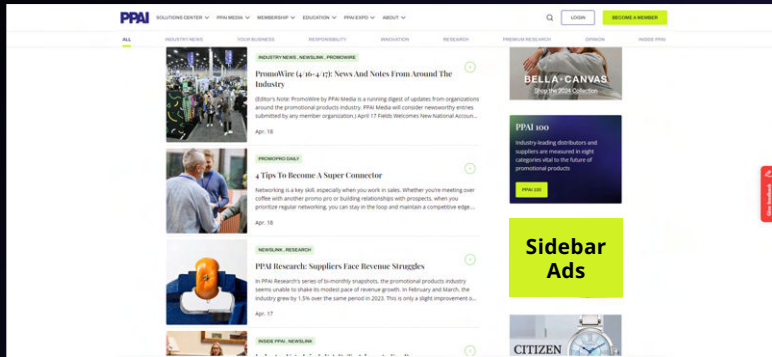 PPAI SOLUTIONS CENTER PPAI MEDIA MEMBERSHIP EDUCATION PPAI EXPO ABOUT LOGIN BECOME A MEMBER
ALL INDUSTRY NEWS YOUR BUSINESS RESPONSIBILITY INNOVATION RESEARCH PREMIUM RESEARCH OPINION INSIDE PPAI
INDUSTRY NEWS, NEWSLINK, PROMOWIRE
PromoWire (4/16-4/17): News And Notes From Around The
Industry
(Editor's Note: PromoWire by PPAI Media is a running digest of updates from organizations
around the promotional products industry. PPAI Media will consider newsworthy entries
submitted by any member organization.) April 17 Fields Welcomes New National Accoun...
Apr. 18
PROMOPRO DAILY
4 Tips To Become A Super Connector
Networking is a key skill, especially when you work in sales. Whether you're meeting over
coffee with another promo pro or building relationships with prospects, when you
prioritize regular networking, you can stay in the loop and maintain a competitive edge...
Apr. 18
NEWSLINK, RESEARCH
PPAI Research: Suppliers Face Revenue Struggles
In PPAI Research's series of bi-monthly snapshots, the promotional products industry
seems unable to shake its modest pace of revenue growth. In February and March, the
industry grew by 1.5% over the same period in 2023. This is only a slight improvement o...
Apr. 17
INSIDE PPAI, NEWSLINK
BELLA+CANVAS
Shop the 2024 Collection
PPAI 100
Industry-leading distributors and
suppliers are measured in eight
categories vital to the future of
promotional products
PPAI 100
Sidebar
Ads
CITIZEN
Give feedback